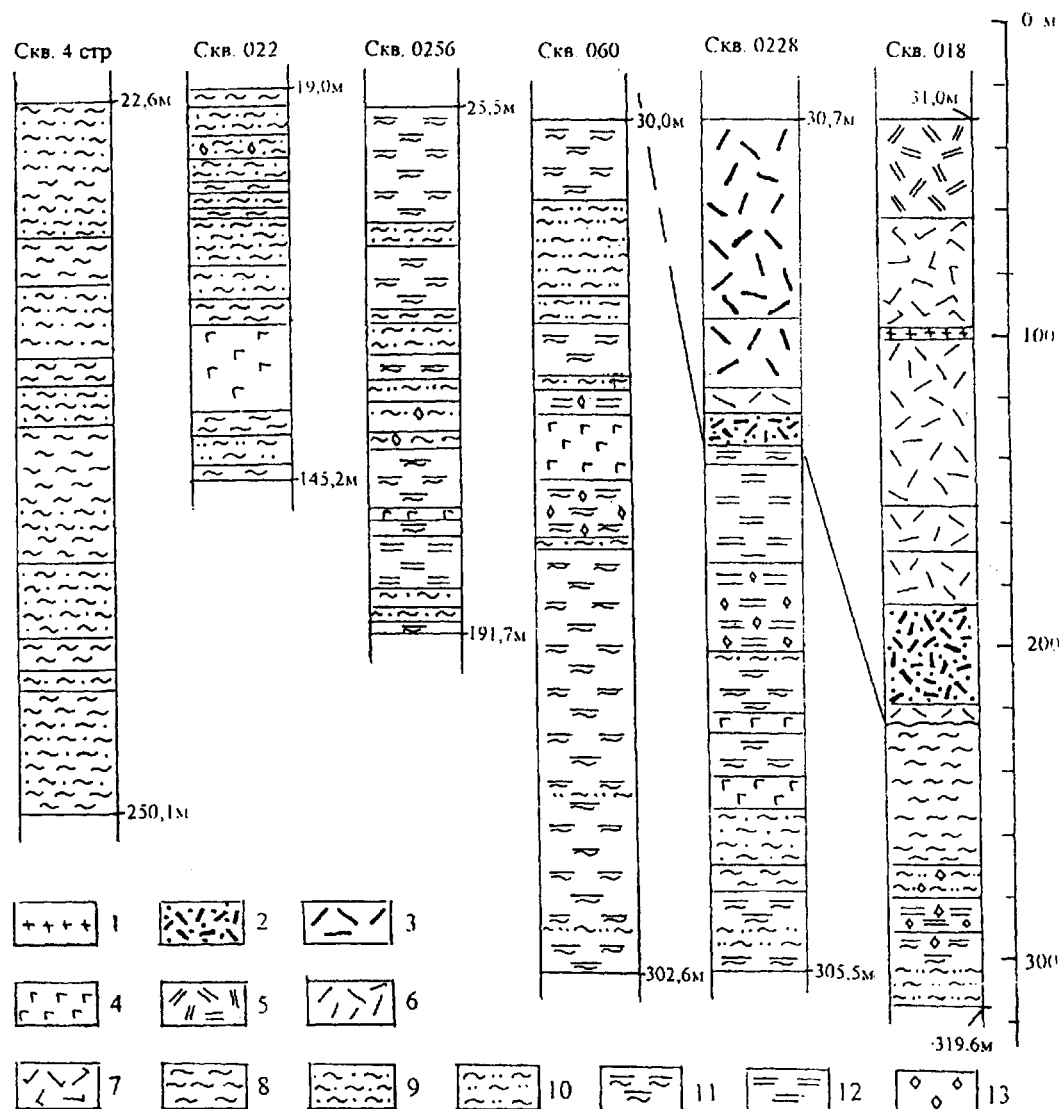 0 м
Скв. 4 стр
Скв. 022
Скв. 0256
Скв. 060
Скв. 0228
Скв. 018
22,6м
19,0м
25,5м
30,0м
30,7м
31,0м
100
145,2м
191,7м
200
250,1м
300
302,6м
305,5м
319.6м
1
2
3
4
5
6
7
8
9
10
11
12
13